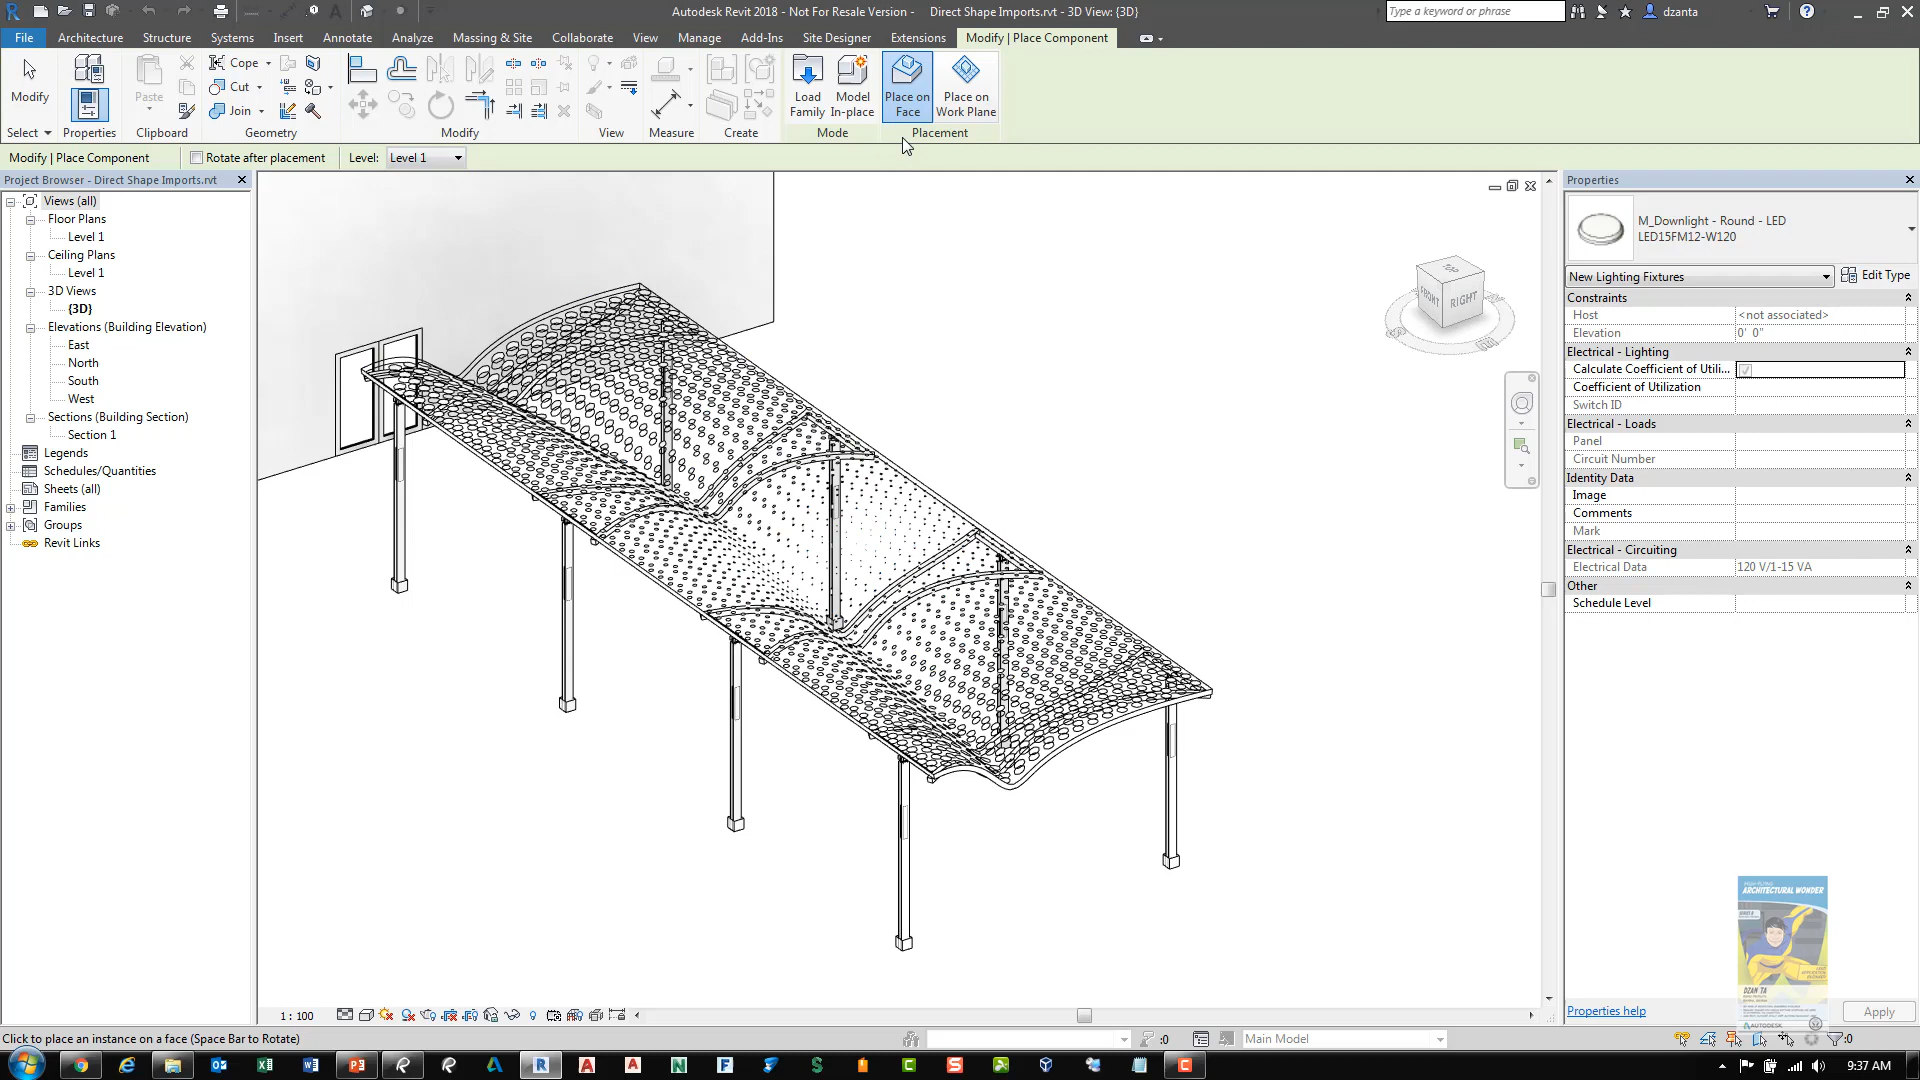 Autodesk Revit 2018 - Not For Resale Version - Direct Shape Imports.rvt - 3D View: {3D}
Type a keyword or phrase
dzanta
File
Architecture
Structure
Systems
Insert
Annotate
Analyze
Massing & Site
Collaborate
View
Manage
Add-Ins
Site Designer
Extensions
Modify | Place Component
Modify
Paste
Cope
Cut
Join
Load Family
Model In-place
Place on Face
Place on Work Plane
Select
Properties
Clipboard
Geometry
Modify
View
Measure
Create
Mode
Placement
Modify | Place Component
Rotate after placement
Level:
Level 1
Project Browser - Direct Shape Imports.rvt
Views (all)
Floor Plans
Level 1
Ceiling Plans
Level 1
3D Views
{3D}
Elevations (Building Elevation)
East
North
South
West
Sections (Building Section)
Section 1
Legends
Schedules/Quantities
Sheets (all)
Families
Groups
Revit Links
TOP
FRONT
RIGHT
Properties
M_Downlight - Round - LED
LED15FM12-W120
New Lighting Fixtures
Edit Type
Constraints
Host <not associated>
Elevation 0' 0"
Electrical - Lighting
Calculate Coefficient of Utili...
Coefficient of Utilization
Switch ID
Electrical - Loads
Panel
Circuit Number
Identity Data
Image
Comments
Mark
Electrical - Circuiting
Electrical Data 120 V/1-15 VA
Other
Schedule Level
ARCHITECTURAL WONDER
DZAN TA
AUTODESK
Properties help
Apply
1 : 100
Click to place an instance on a face (Space Bar to Rotate)
:0
Main Model
:0
9:37 AM